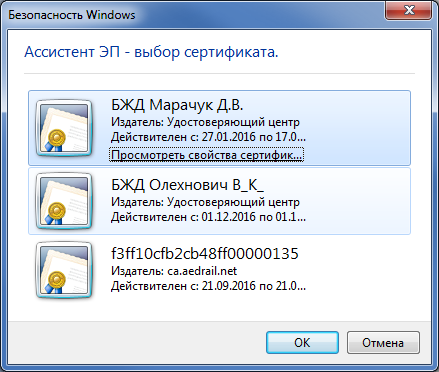 Безопасность Windows
Ассистент ЭП - выбор сертификата.
БЖД Марачук Д.В.
Издатель: Удостоверяющий центр
Действителен с: 27.01.2016 по 17.0...
Просмотреть свойства сертифик...
БЖД Олехнович В_К_
Издатель: Удостоверяющий центр
Действителен с: 01.12.2016 по 01.1...
f3ff10cfb2cb48ff00000135
Издатель: ca.aedrail.net
Действителен с: 21.09.2016 по 21.0...
ОК
Отмена